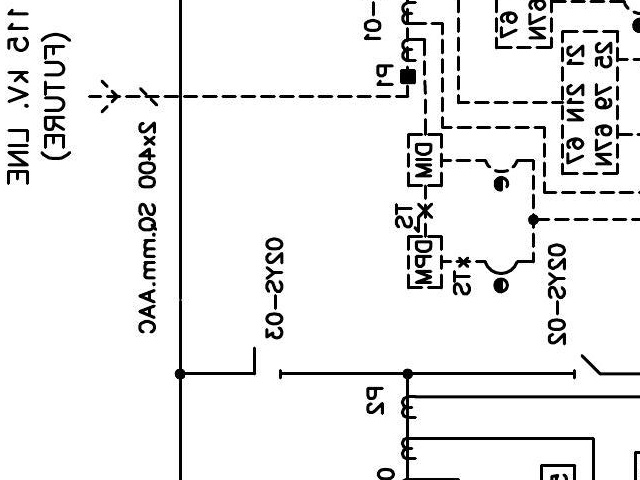 115 kV. LINE
(FUTURE)
2x400 SQ.mm.AAC
02YS-03
-01
P1
DIM
TS
DPM
*TS
02YS-02
67
67N
21 21N 67
25 79 67N
P2
0